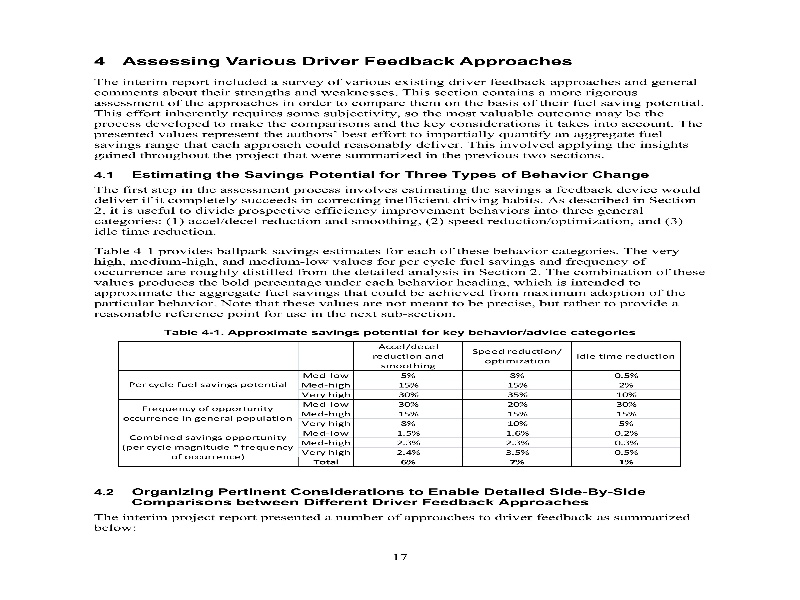 4 Assessing Various Driver Feedback Approaches
The interim report included a survey of various existing driver feedback approaches and general
comments about their strengths and weaknesses. This section contains a more rigorous
assessment of the approaches in order to compare them on the basis of their fuel saving potential.
This effort inherently requires some subjectivity, so the most valuable outcome may be the
process developed to make the comparisons and the key considerations it takes into account. The
presented values represent the authors' best effort to impartially quantify an aggregate fuel
savings range that each approach could reasonably deliver. This involved applying the insights
gained throughout the project that were summarized in the previous two sections.
4.1 Estimating the Savings Potential for Three Types of Behavior Change
The first step in the assessment process involves estimating the savings a feedback device would
deliver if it completely succeeds in correcting inefficient driving habits. As described in Section
2, it is useful to divide prospective efficiency improvement behaviors into three general
categories: (1) accel/decel reduction and smoothing, (2) speed reduction/optimization, and (3)
idle time reduction.
Table 4-1 provides ballpark savings estimates for each of these behavior categories. The very
high, medium-high, and medium-low values for per cycle fuel savings and frequency of
occurrence are roughly distilled from the detailed analysis in Section 2. The combination of these
values produces the bold percentage under each behavior heading, which is intended to
approximate the aggregate fuel savings that could be achieved from maximum adoption of the
particular behavior. Note that these values are not meant to be precise, but rather to provide a
reasonable reference point for use in the next sub-section.
Table 4-1. Approximate savings potential for key behavior/advice categories
Accel/decel reduction and smoothing Speed reduction/ optimization Idle time reduction
Per cycle fuel savings potential Med-low 5% 8% 0.5%
Med-high 15% 15% 2%
Very high 30% 35% 10%
Frequency of opportunity occurrence in general population Med-low 30% 20% 30%
Med-high 15% 15% 15%
Very high 8% 10% 5%
Combined savings opportunity (per cycle magnitude * frequency of occurrence) Med-low 1.5% 1.6% 0.2%
Med-high 2.3% 2.3% 0.3%
Very high 2.4% 3.5% 0.5%
Total 6% 7% 1%
4.2 Organizing Pertinent Considerations to Enable Detailed Side-By-Side
Comparisons between Different Driver Feedback Approaches
The interim project report presented a number of approaches to driver feedback as summarized
below:
17